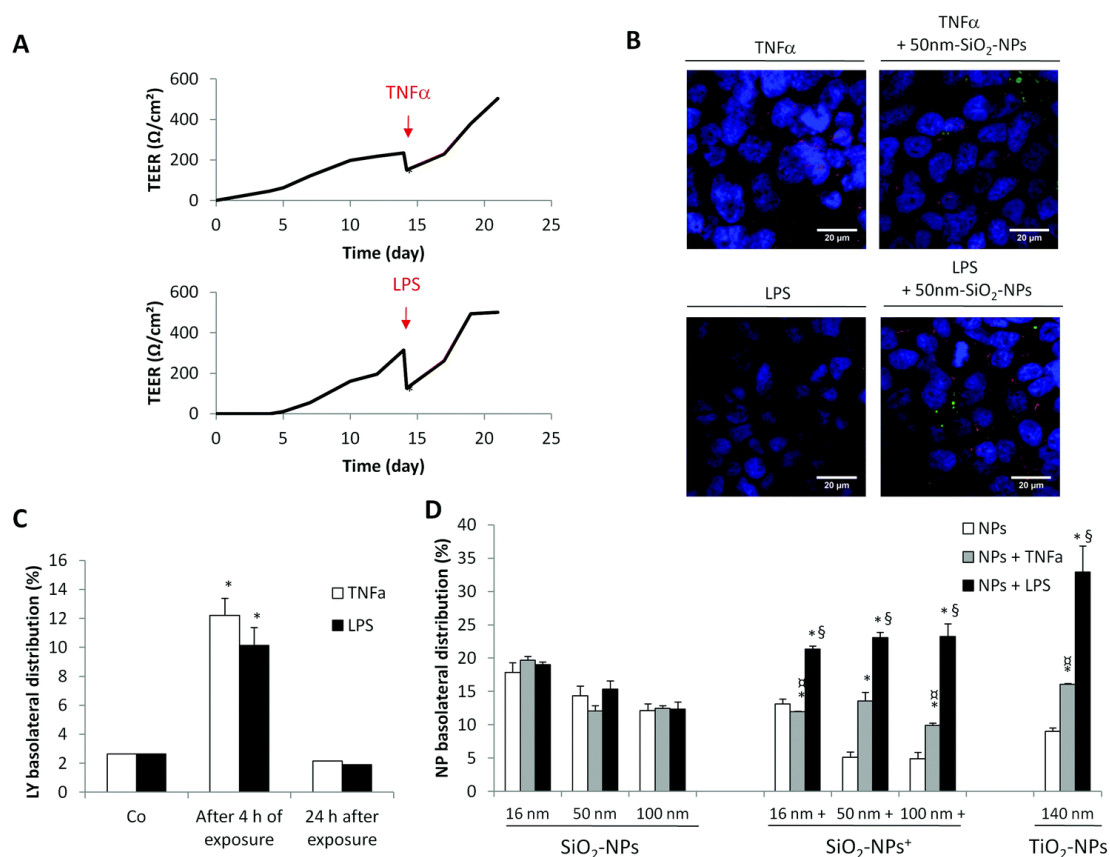 A
600
400
200
0
TEER (Ω/cm²)
TNFα
*
0 5 10 15 20 25
Time (day)
600
400
200
0
TEER (Ω/cm²)
LPS
*
0 5 10 15 20 25
Time (day)
B
TNFα
TNFα
+ 50nm-SiO₂-NPs
20 µm
20 µm
LPS
LPS
+ 50nm-SiO₂-NPs
20 µm
20 µm
C
16
14
12
10
8
6
4
2
0
LY basolateral distribution (%)
TNFa
LPS
* *
Co
After 4 h of
exposure
24 h after
exposure
D
40
35
30
25
20
15
10
5
0
NP basolateral distribution (%)
NPs
NPs + TNFa
NPs + LPS
¤
*
* §
*
* §
¤
*
* §
¤
*
* §
16 nm 50 nm 100 nm 16 nm + 50 nm + 100 nm + 140 nm
SiO₂-NPs SiO₂-NPs⁺ TiO₂-NPs